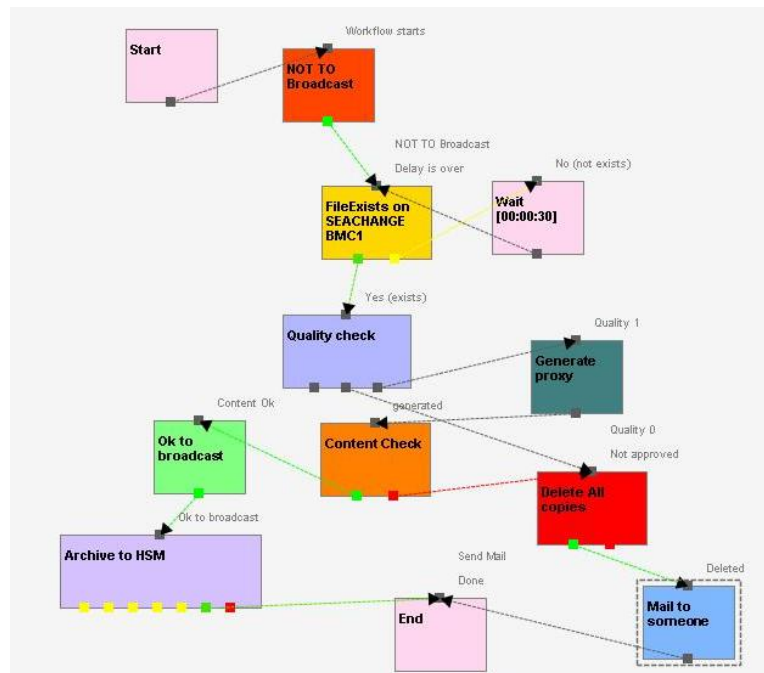 Workflow starts
Start
NOT TO
Broadcast
NOT TO Broadcast
Delay is over
No (not exists)
FileExists on
SEACHANGE
BMC1
Wait
[00:00:30]
Yes (exists)
Quality check
Quality 1
Generate
proxy
Content Ok
generated
Ok to
broadcast
Content Check
Quality 0
Not approved
Delete All
copies
Ok to broadcast
Archive to HSM
Send Mail
Done
Deleted
End
Mail to
someone